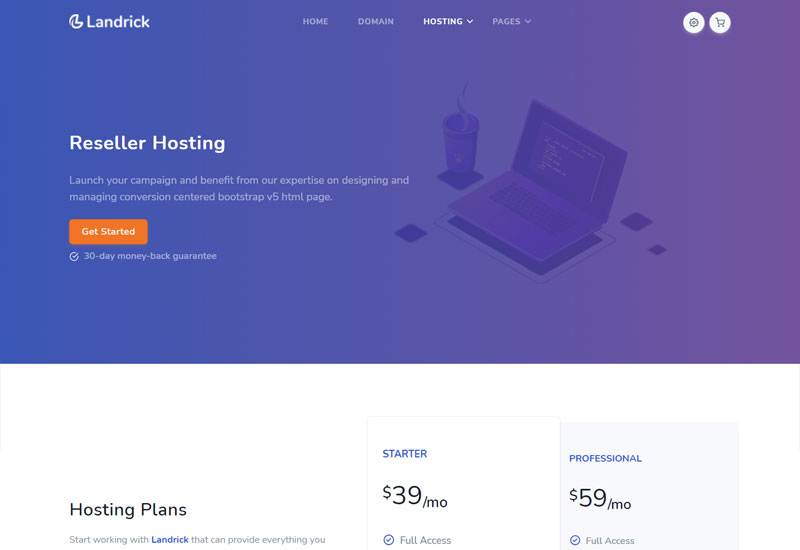 Landrick
HOME
DOMAIN
HOSTING
PAGES
Reseller Hosting
Launch your campaign and benefit from our expertise on designing and
managing conversion centered bootstrap v5 html page.
Get Started
30-day money-back guarantee
STARTER
$39/mo
Full Access
PROFESSIONAL
$59/mo
Full Access
Hosting Plans
Start working with Landrick that can provide everything you